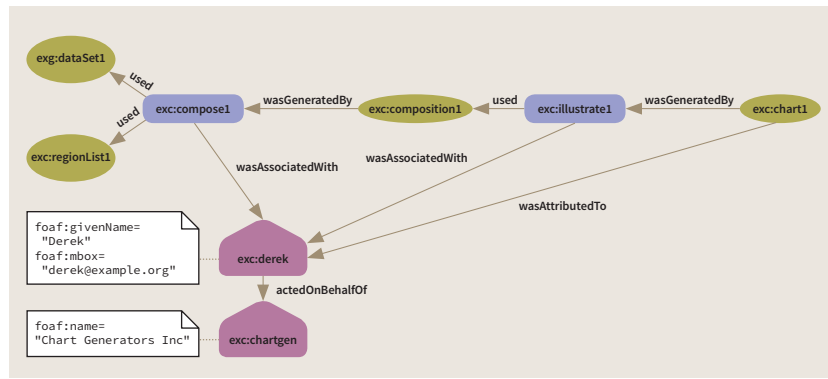 exg:dataSet1
used
exc:compose1
wasGeneratedBy
exc:composition1
used
exc:illustrate1
wasGeneratedBy
exc:chart1
used
exc:regionList1
wasAssociatedWith
wasAssociatedWith
wasAttributedTo
foaf:givenName=
"Derek"
foaf:mbox=
"derek@example.org"
exc:derek
actedOnBehalfOf
foaf:name=
"Chart Generators Inc"
exc:chartgen